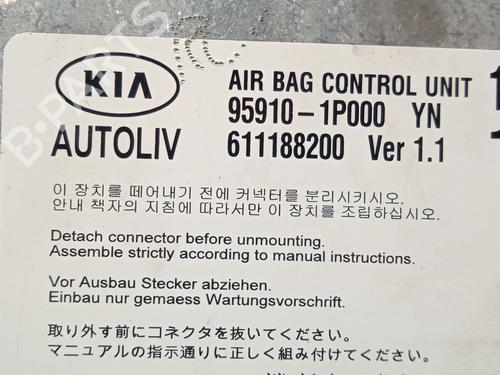 KIA
AIR BAG CONTROL UNIT
95910-1P000 YN
AUTOLIV
611188200 Ver 1.1
이 장치를 떼어내기 전에 커넥터를 분리시키시오.
안내 책자의 지침에 따라서만 이 장치를 조립하십시오.
Detach connector before unmounting.
Assemble strictly according to manual instructions.
Vor Ausbau Stecker abziehen.
Einbau nur gemaess Wartungsvorschrift.
取り外す前にコネクタを抜いてください。
マニュアルの指示通りに正しく組み付けてください。
B-PARTS